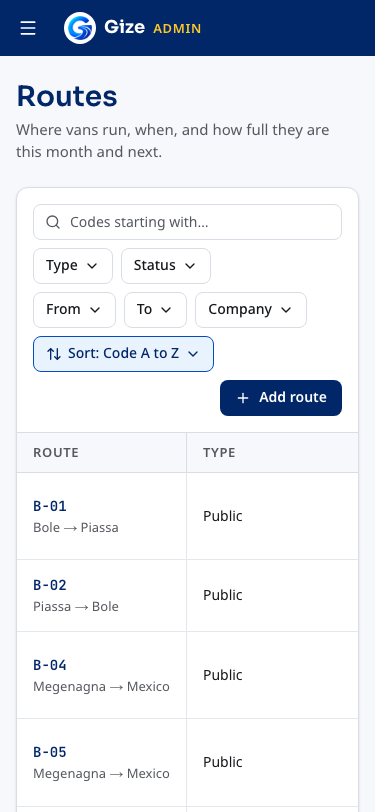 Gize ADMIN
Routes
Where vans run, when, and how full they are
this month and next.
Codes starting with...
Type
Status
From
To
Company
Sort: Code A to Z
Add route
ROUTE
TYPE
B-01
Bole → Piassa
Public
B-02
Piassa → Bole
Public
B-04
Megenagna → Mexico
Public
B-05
Megenagna → Mexico
Public